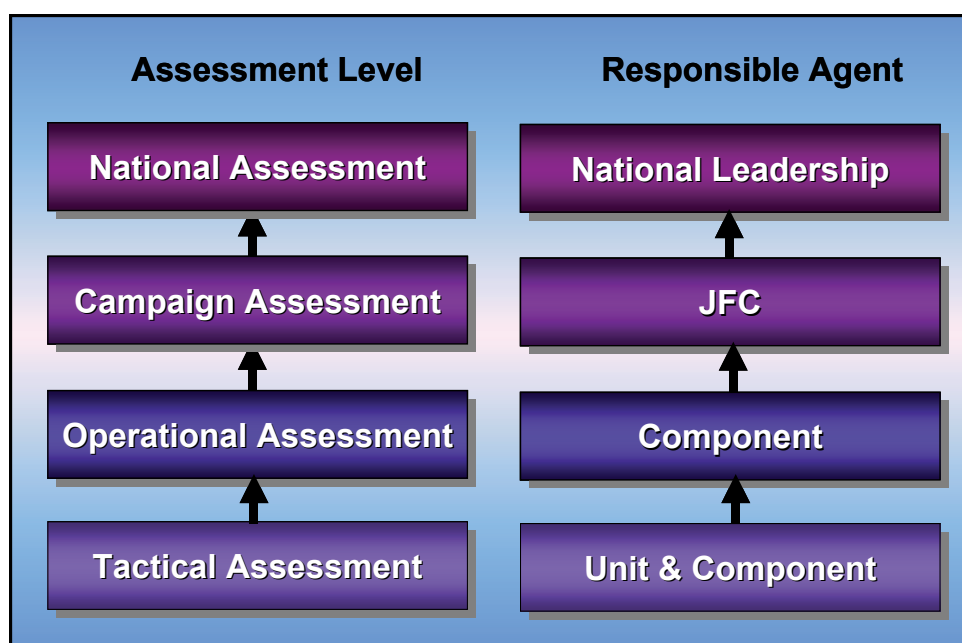 Assessment Level
Responsible Agent
National Assessment
National Leadership
Campaign Assessment
JFC
Operational Assessment
Component
Tactical Assessment
Unit & Component